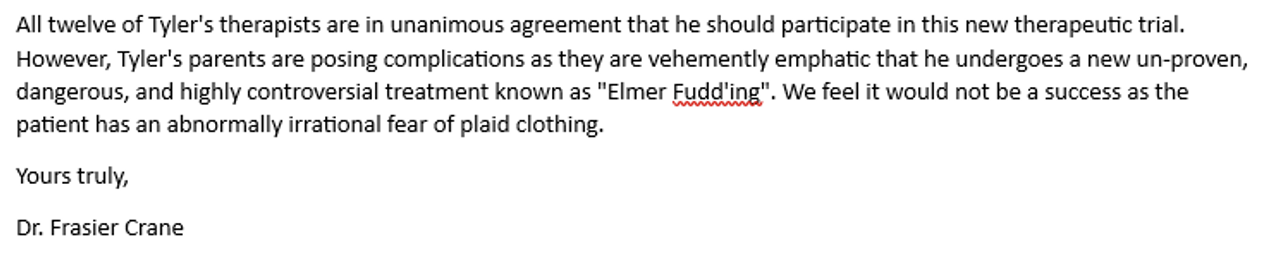 All twelve of Tyler's therapists are in unanimous agreement that he should participate in this new therapeutic trial.
However, Tyler's parents are posing complications as they are vehemently emphatic that he undergoes a new un-proven,
dangerous, and highly controversial treatment known as "Elmer Fudd'ing". We feel it would not be a success as the
patient has an abnormally irrational fear of plaid clothing.
Yours truly,
Dr. Frasier Crane